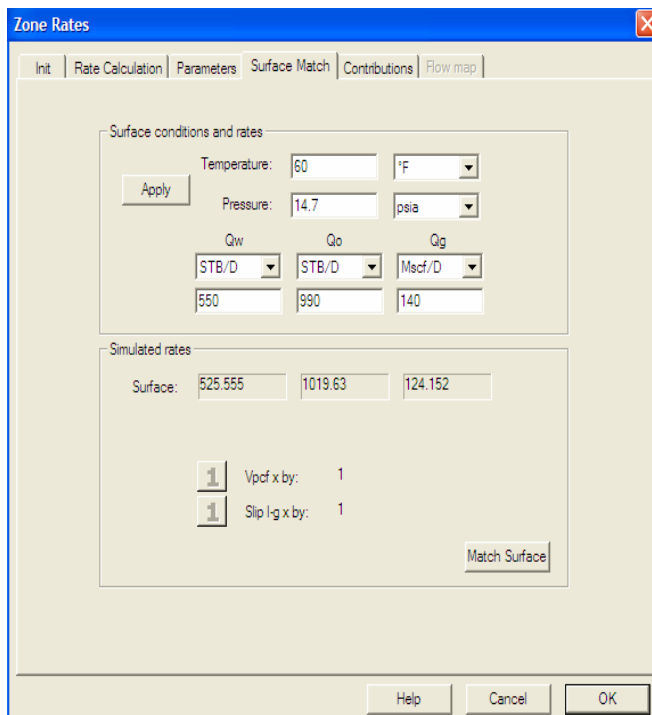 Zone Rates
Init Rate Calculation Parameters Surface Match Contributions Flow map
Surface conditions and rates
Temperature: 60 °F
Apply
Pressure: 14.7 psia
Qw Qo Qg
STB/D STB/D Mscf/D
550 990 140
Simulated rates
Surface: 525.555 1019.63 124.152
1 Vpcf x by: 1
1 Slip l-g x by: 1
Match Surface
Help Cancel OK